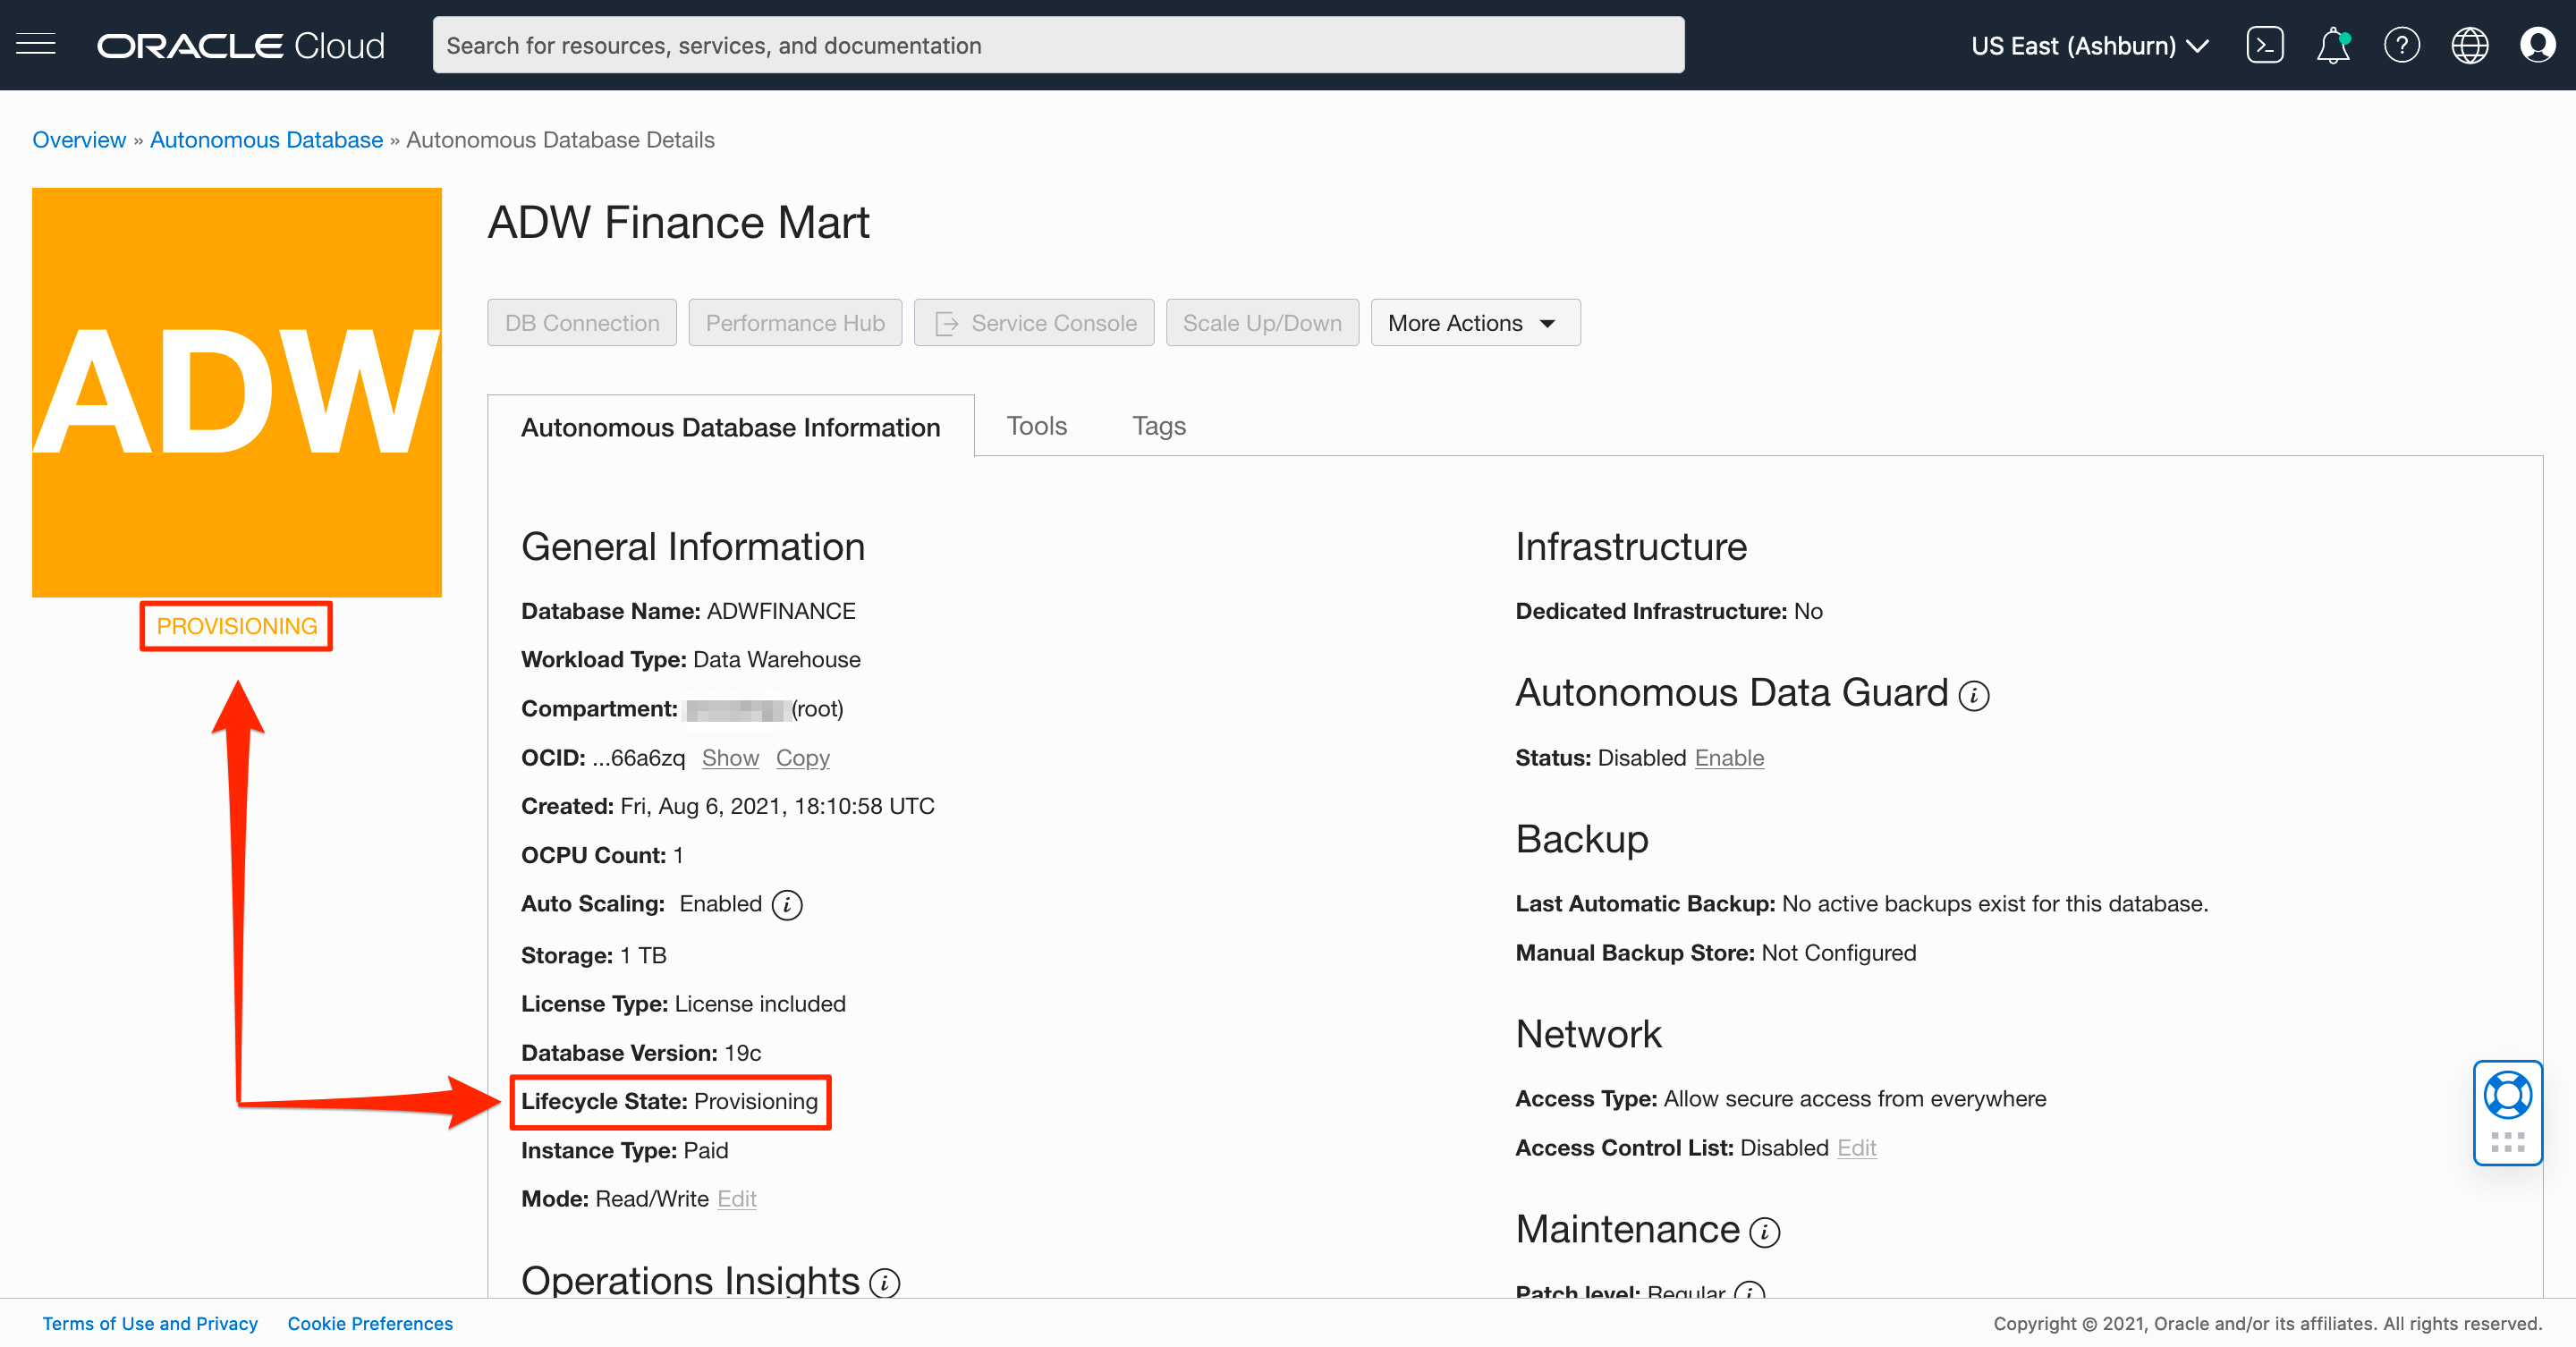 ORACLE Cloud
Search for resources, services, and documentation
US East (Ashburn)
Overview » Autonomous Database » Autonomous Database Details
ADW
PROVISIONING
ADW Finance Mart
DB Connection
Performance Hub
Service Console
Scale Up/Down
More Actions
Autonomous Database Information
Tools
Tags
General Information
Database Name: ADWFINANCE
Workload Type: Data Warehouse
Compartment: (root)
OCID: ...66a6zq Show Copy
Created: Fri, Aug 6, 2021, 18:10:58 UTC
OCPU Count: 1
Auto Scaling: Enabled
Storage: 1 TB
License Type: License included
Database Version: 19c
Lifecycle State: Provisioning
Instance Type: Paid
Mode: Read/Write Edit
Operations Insights
Infrastructure
Dedicated Infrastructure: No
Autonomous Data Guard
Status: Disabled Enable
Backup
Last Automatic Backup: No active backups exist for this database.
Manual Backup Store: Not Configured
Network
Access Type: Allow secure access from everywhere
Access Control List: Disabled Edit
Maintenance
Patch level: Regular
Terms of Use and Privacy
Cookie Preferences
Copyright © 2021, Oracle and/or its affiliates. All rights reserved.